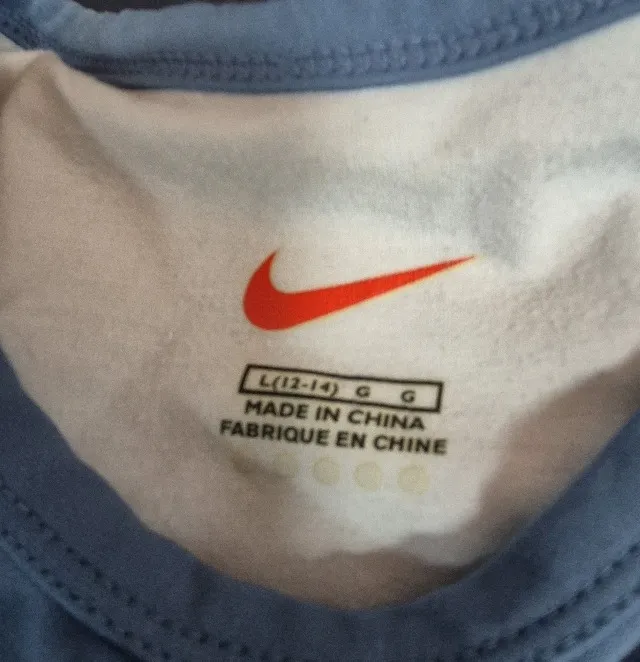 L(12-14) G G
MADE IN CHINA
FABRIQUE EN CHINE